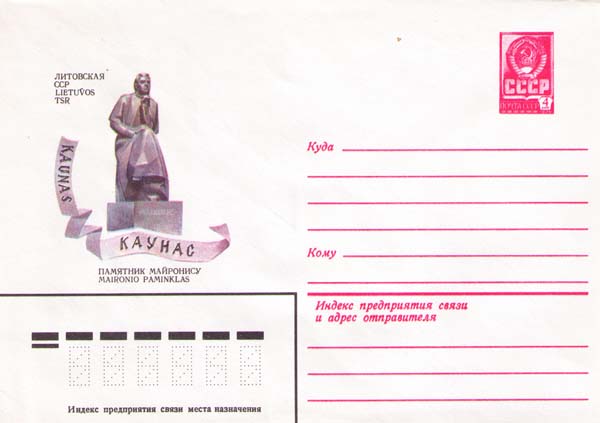 ЛИТОВСКАЯ
ССР
LIETUVOS
TSR
KAUNAS
КАУНАС
ПАМЯТНИК МАЙРОНИСУ
MAIRONIO PAMINKLAS
СССР
ПОЧТА СССР 4
Куда
Кому
Индекс предприятия связи
и адрес отправителя
Индекс предприятия связи места назначения